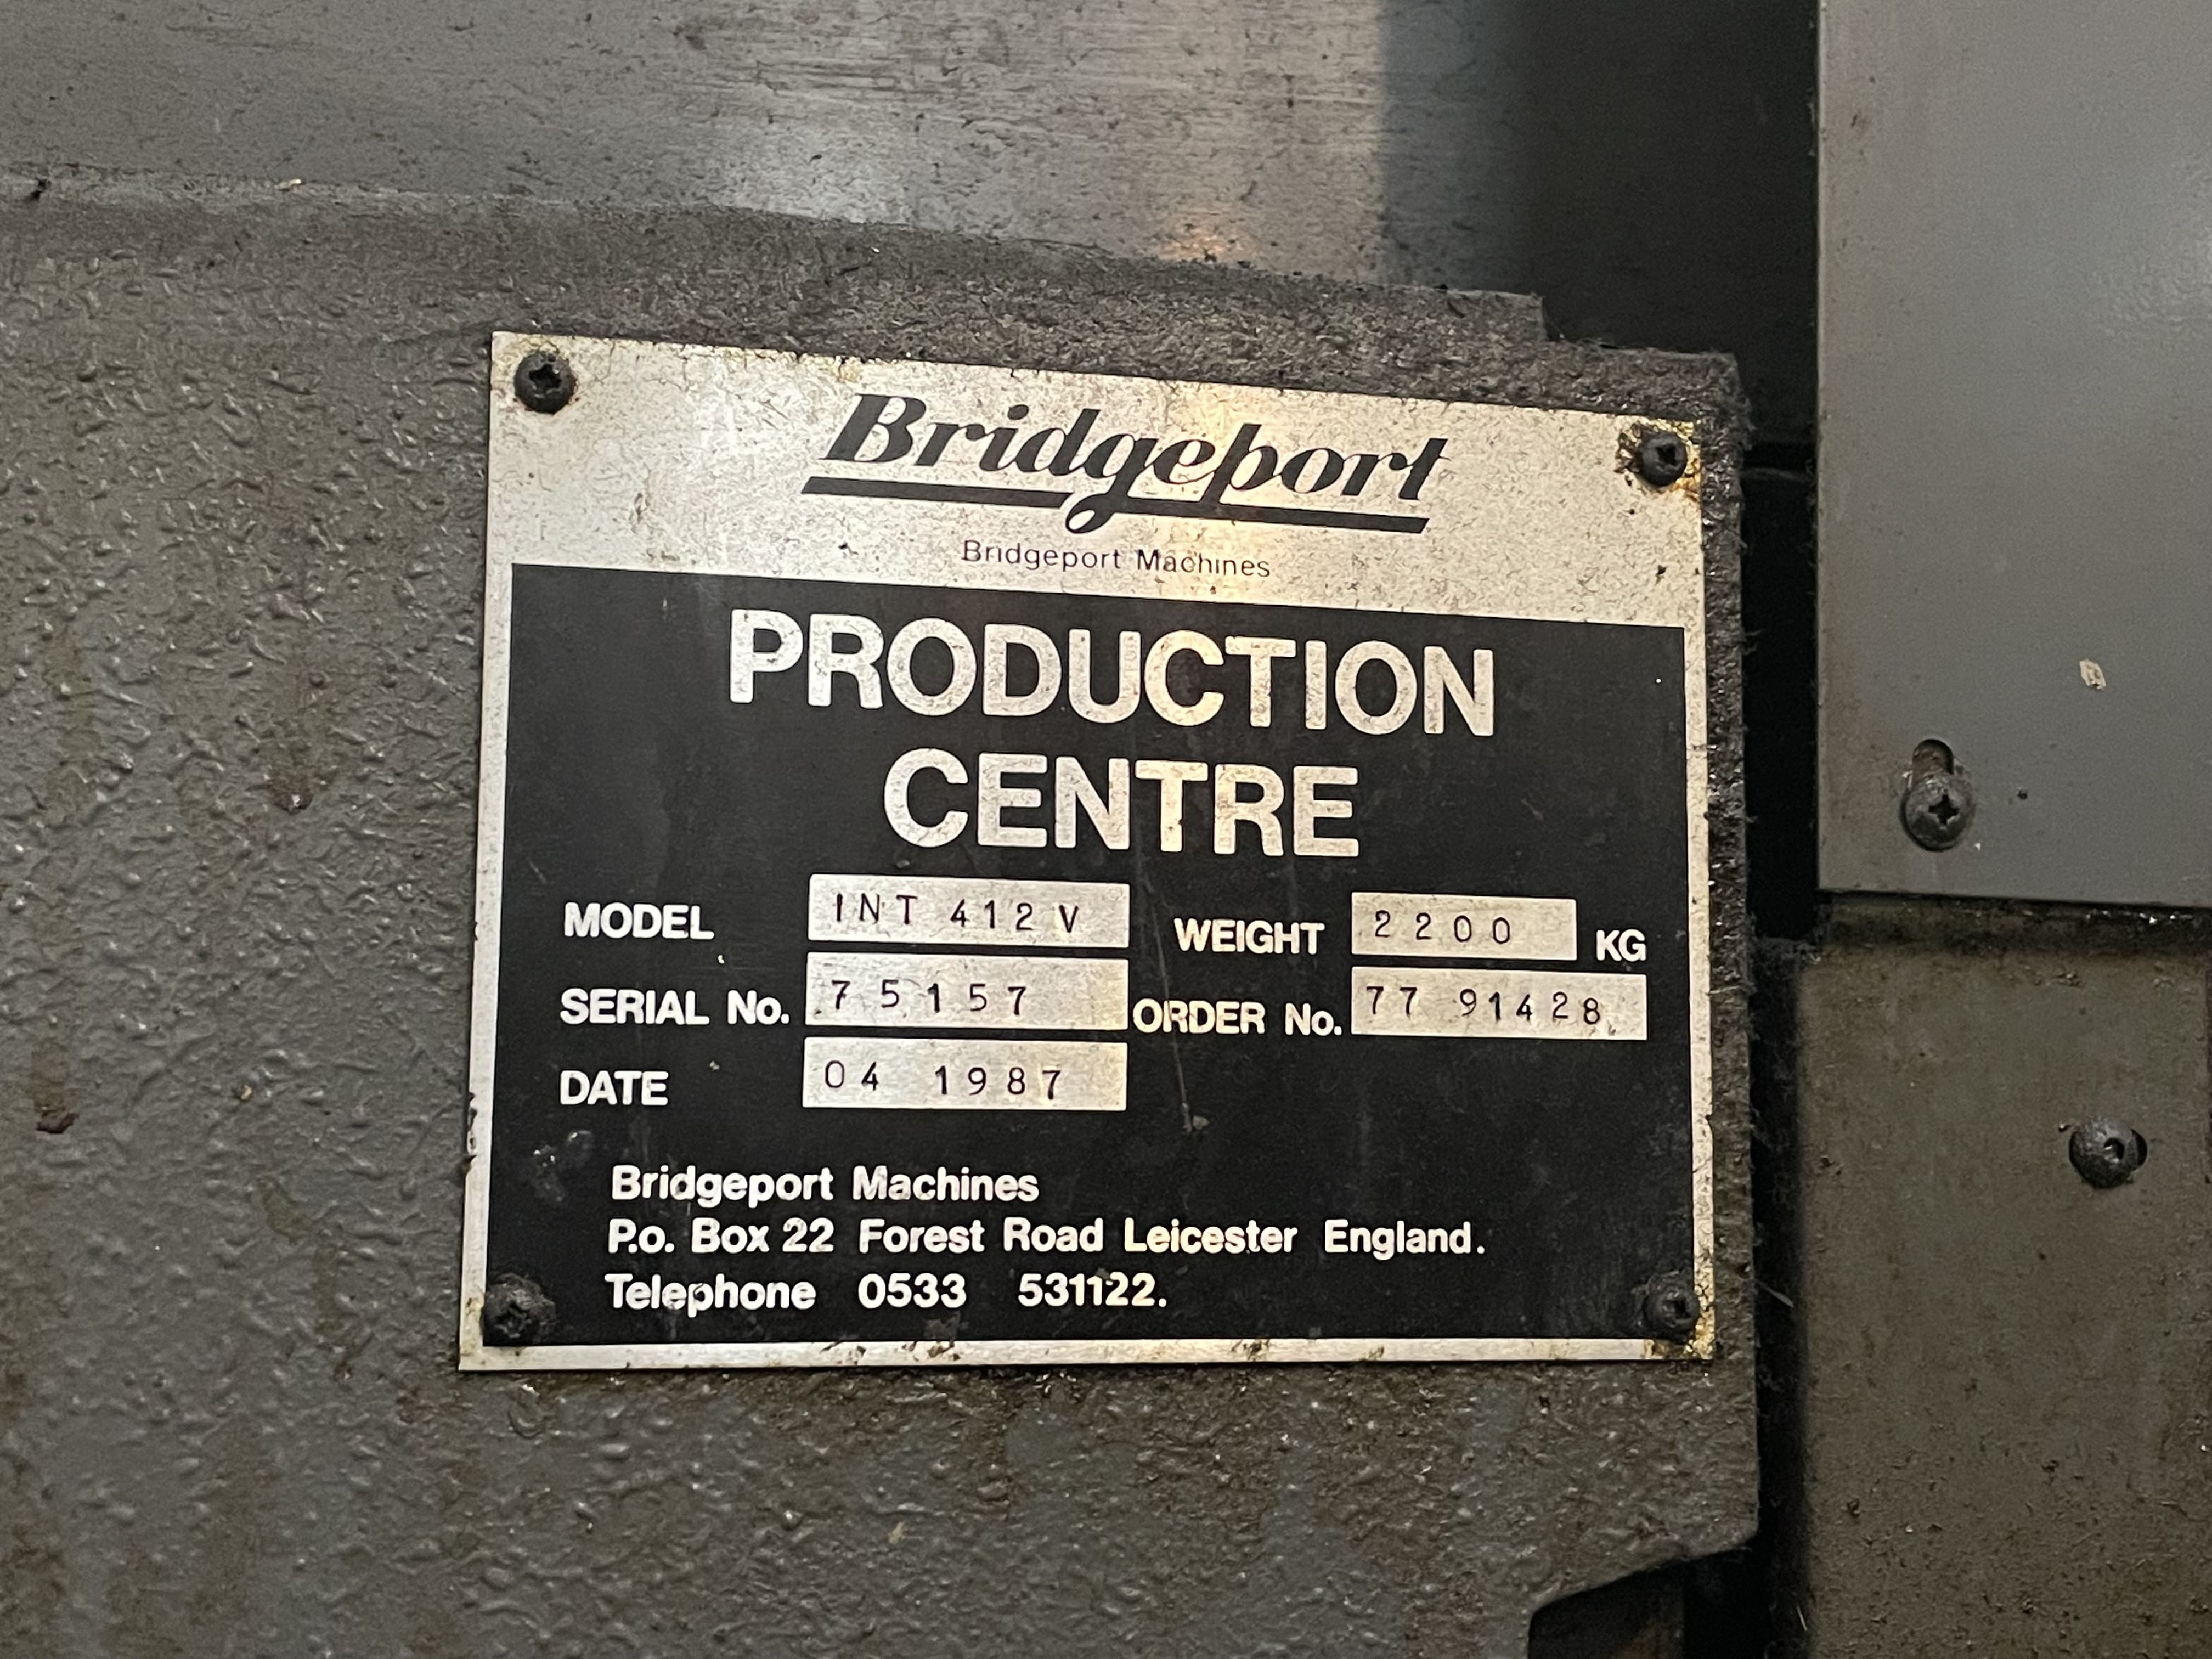 Bridgeport
Bridgeport Machines
PRODUCTION
CENTRE
MODEL INT 412 V WEIGHT 2200 KG
SERIAL No. 75157 ORDER No. 77 91428
DATE 04 1987
Bridgeport Machines
P.o. Box 22 Forest Road Leicester England.
Telephone 0533 531122.